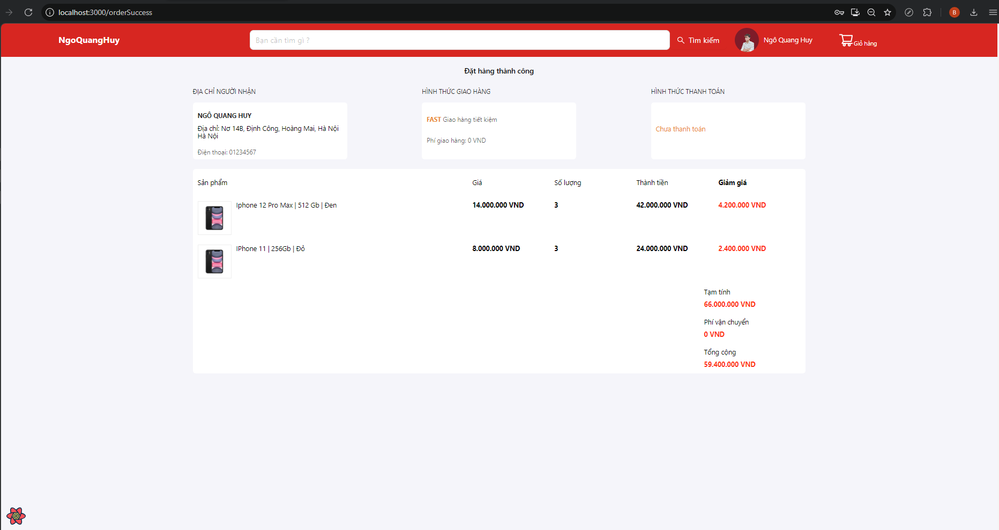 localhost:3000/orderSuccess
B
NgoQuangHuy
Bạn cần tìm gì ?
Tìm kiếm
Ngô Quang Huy
Giỏ hàng
Đặt hàng thành công
ĐỊA CHỈ NGƯỜI NHẬN
HÌNH THỨC GIAO HÀNG
HÌNH THỨC THANH TOÁN
NGÔ QUANG HUY
Địa chỉ: Nơ 14B, Định Công, Hoàng Mai, Hà Nội
Hà Nội
Điện thoại: 01234567
FAST Giao hàng tiết kiệm
Phí giao hàng: 0 VND
Chưa thanh toán
Sản phẩm Giá Số lượng Thành tiền Giảm giá
Iphone 12 Pro Max | 512 Gb | Đen 14.000.000 VND 3 42.000.000 VND 4.200.000 VND
IPhone 11 | 256Gb | Đỏ 8.000.000 VND 3 24.000.000 VND 2.400.000 VND
Tạm tính
66.000.000 VND
Phí vận chuyển
0 VND
Tổng cộng
59.400.000 VND